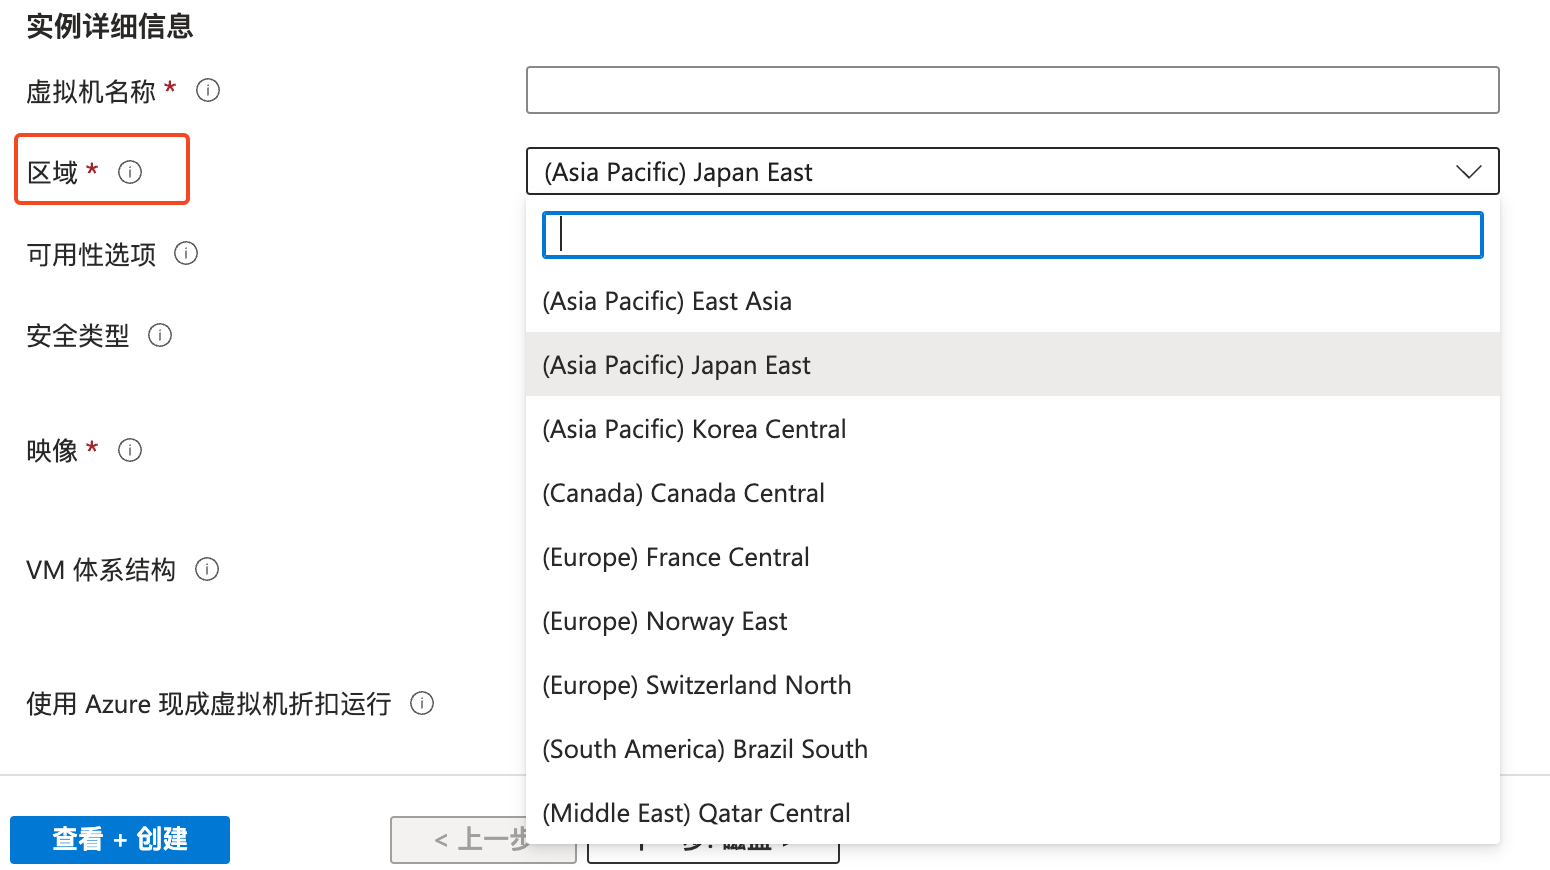 实例详细信息
虚拟机名称 *
区域 *
(Asia Pacific) Japan East
可用性选项
(Asia Pacific) East Asia
安全类型
(Asia Pacific) Japan East
(Asia Pacific) Korea Central
映像 *
(Canada) Canada Central
(Europe) France Central
VM 体系结构
(Europe) Norway East
(Europe) Switzerland North
使用 Azure 现成虚拟机折扣运行
(South America) Brazil South
(Middle East) Qatar Central
查看 + 创建
< 上一步